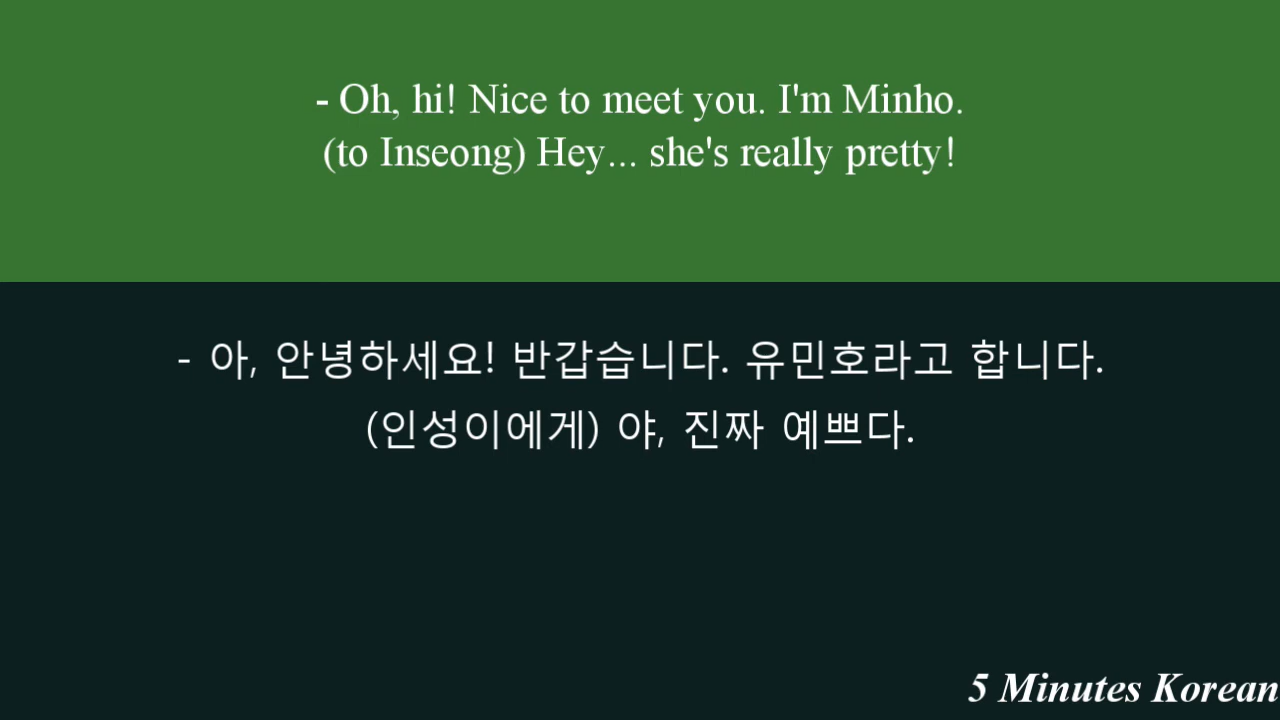 - Oh, hi! Nice to meet you. I'm Minho.
(to Inseong) Hey... she's really pretty!
- 아, 안녕하세요! 반갑습니다. 유민호라고 합니다.
(인성이에게) 야, 진짜 예쁘다.
5 Minutes Korean